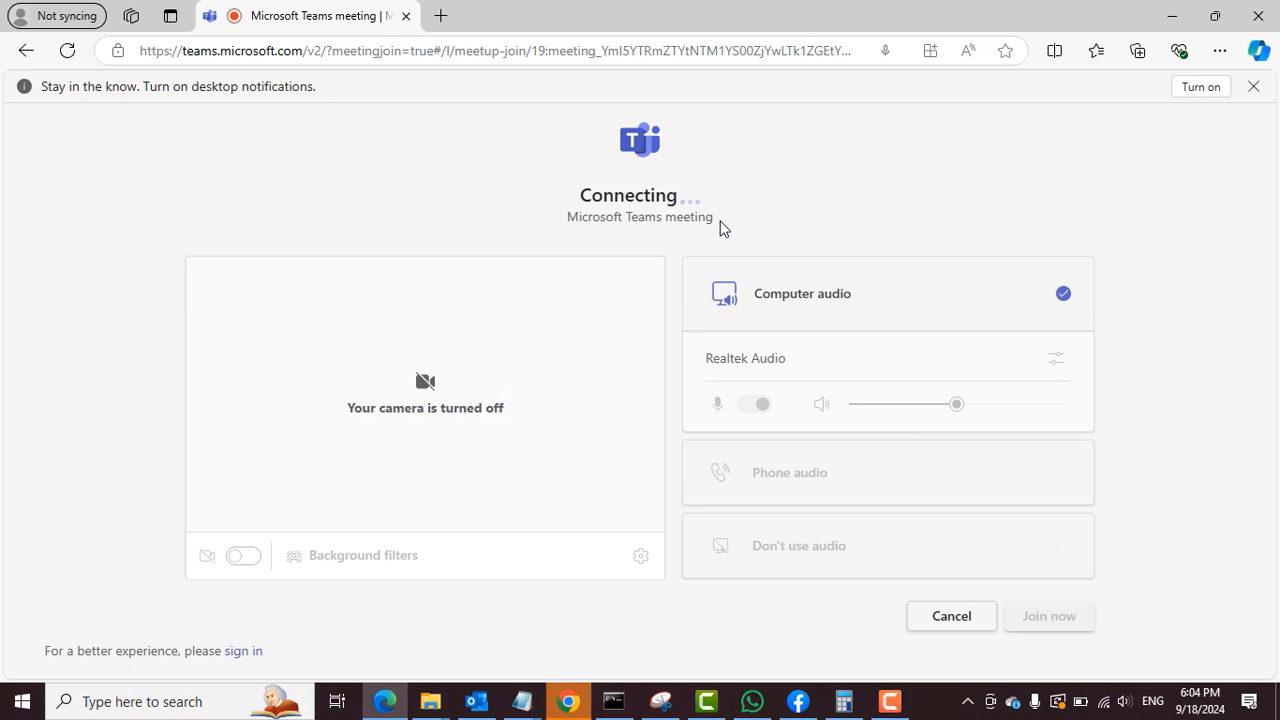 Not syncing
Microsoft Teams meeting | M
https://teams.microsoft.com/v2/?meetingjoin=true#/l/meetup-join/19:meeting_YmI5YTRmZTYtNTM1YS00ZjYwLTk1ZGEtY...
Stay in the know. Turn on desktop notifications.
Turn on
T
Connecting...
Microsoft Teams meeting
Your camera is turned off
Background filters
Computer audio
Realtek Audio
Phone audio
Don't use audio
Cancel
Join now
For a better experience, please sign in
Type here to search
ENG
6:04 PM
9/18/2024